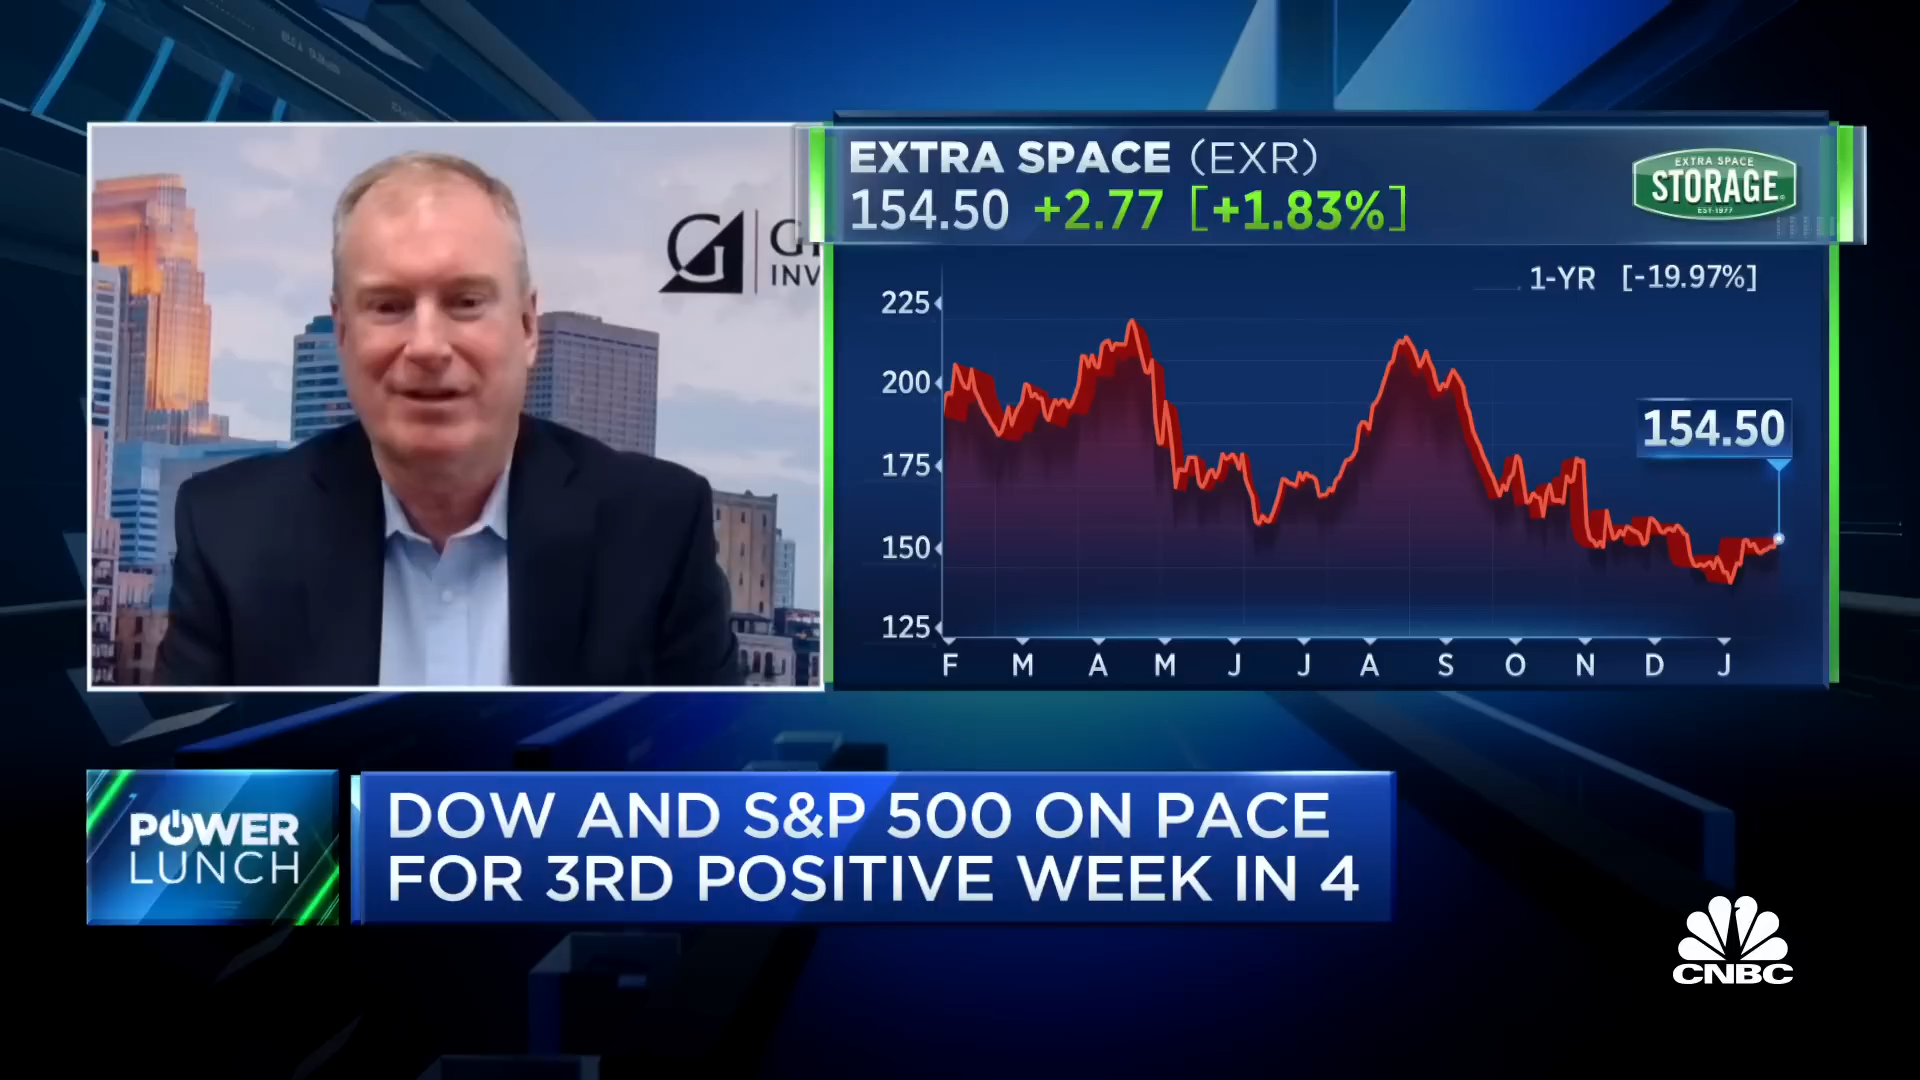 G
INV
EXTRA SPACE (EXR)
154.50 +2.77 [+1.83%]
EXTRA SPACE
STORAGE
EST·1977
1-YR [-19.97%]
225
200
175
150
125
154.50
F M A M J J A S O N D J
POWER
LUNCH
DOW AND S&P 500 ON PACE
FOR 3RD POSITIVE WEEK IN 4
CNBC